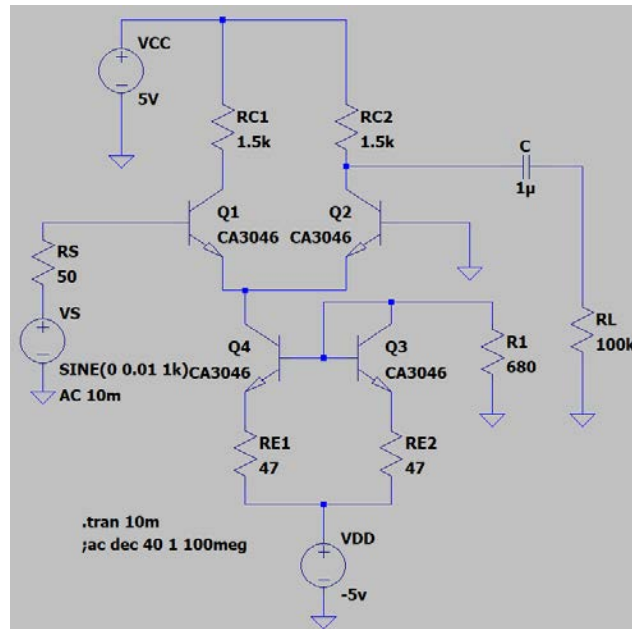 VCC
5V
RC1
1.5k
RC2
1.5k
C
1µ
Q1
CA3046
Q2
CA3046
RS
50
VS
SINE(0 0.01 1k)
AC 10m
Q4
CA3046
Q3
CA3046
R1
680
RL
100k
RE1
47
RE2
47
.tran 10m
;ac dec 40 1 100meg
VDD
-5v